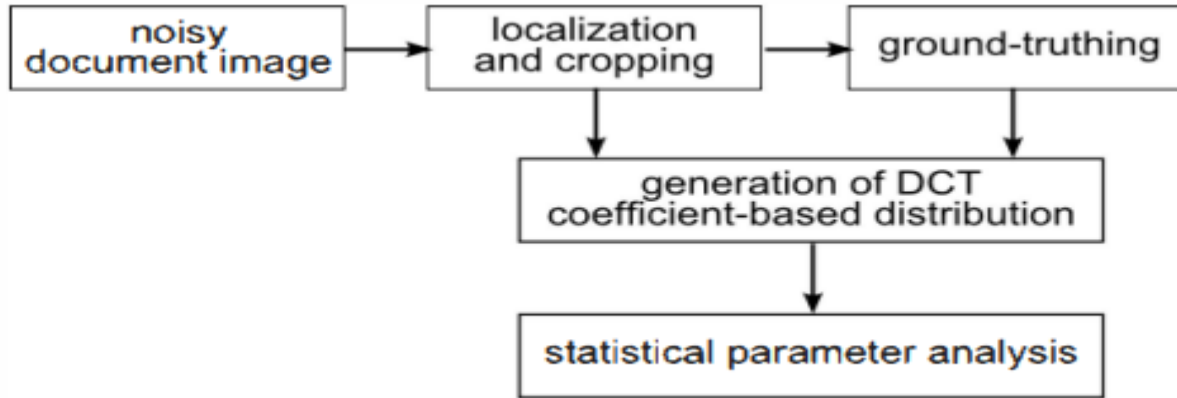 noisy
document image
localization
and cropping
ground-truthing
generation of DCT
coefficient-based distribution
statistical parameter analysis